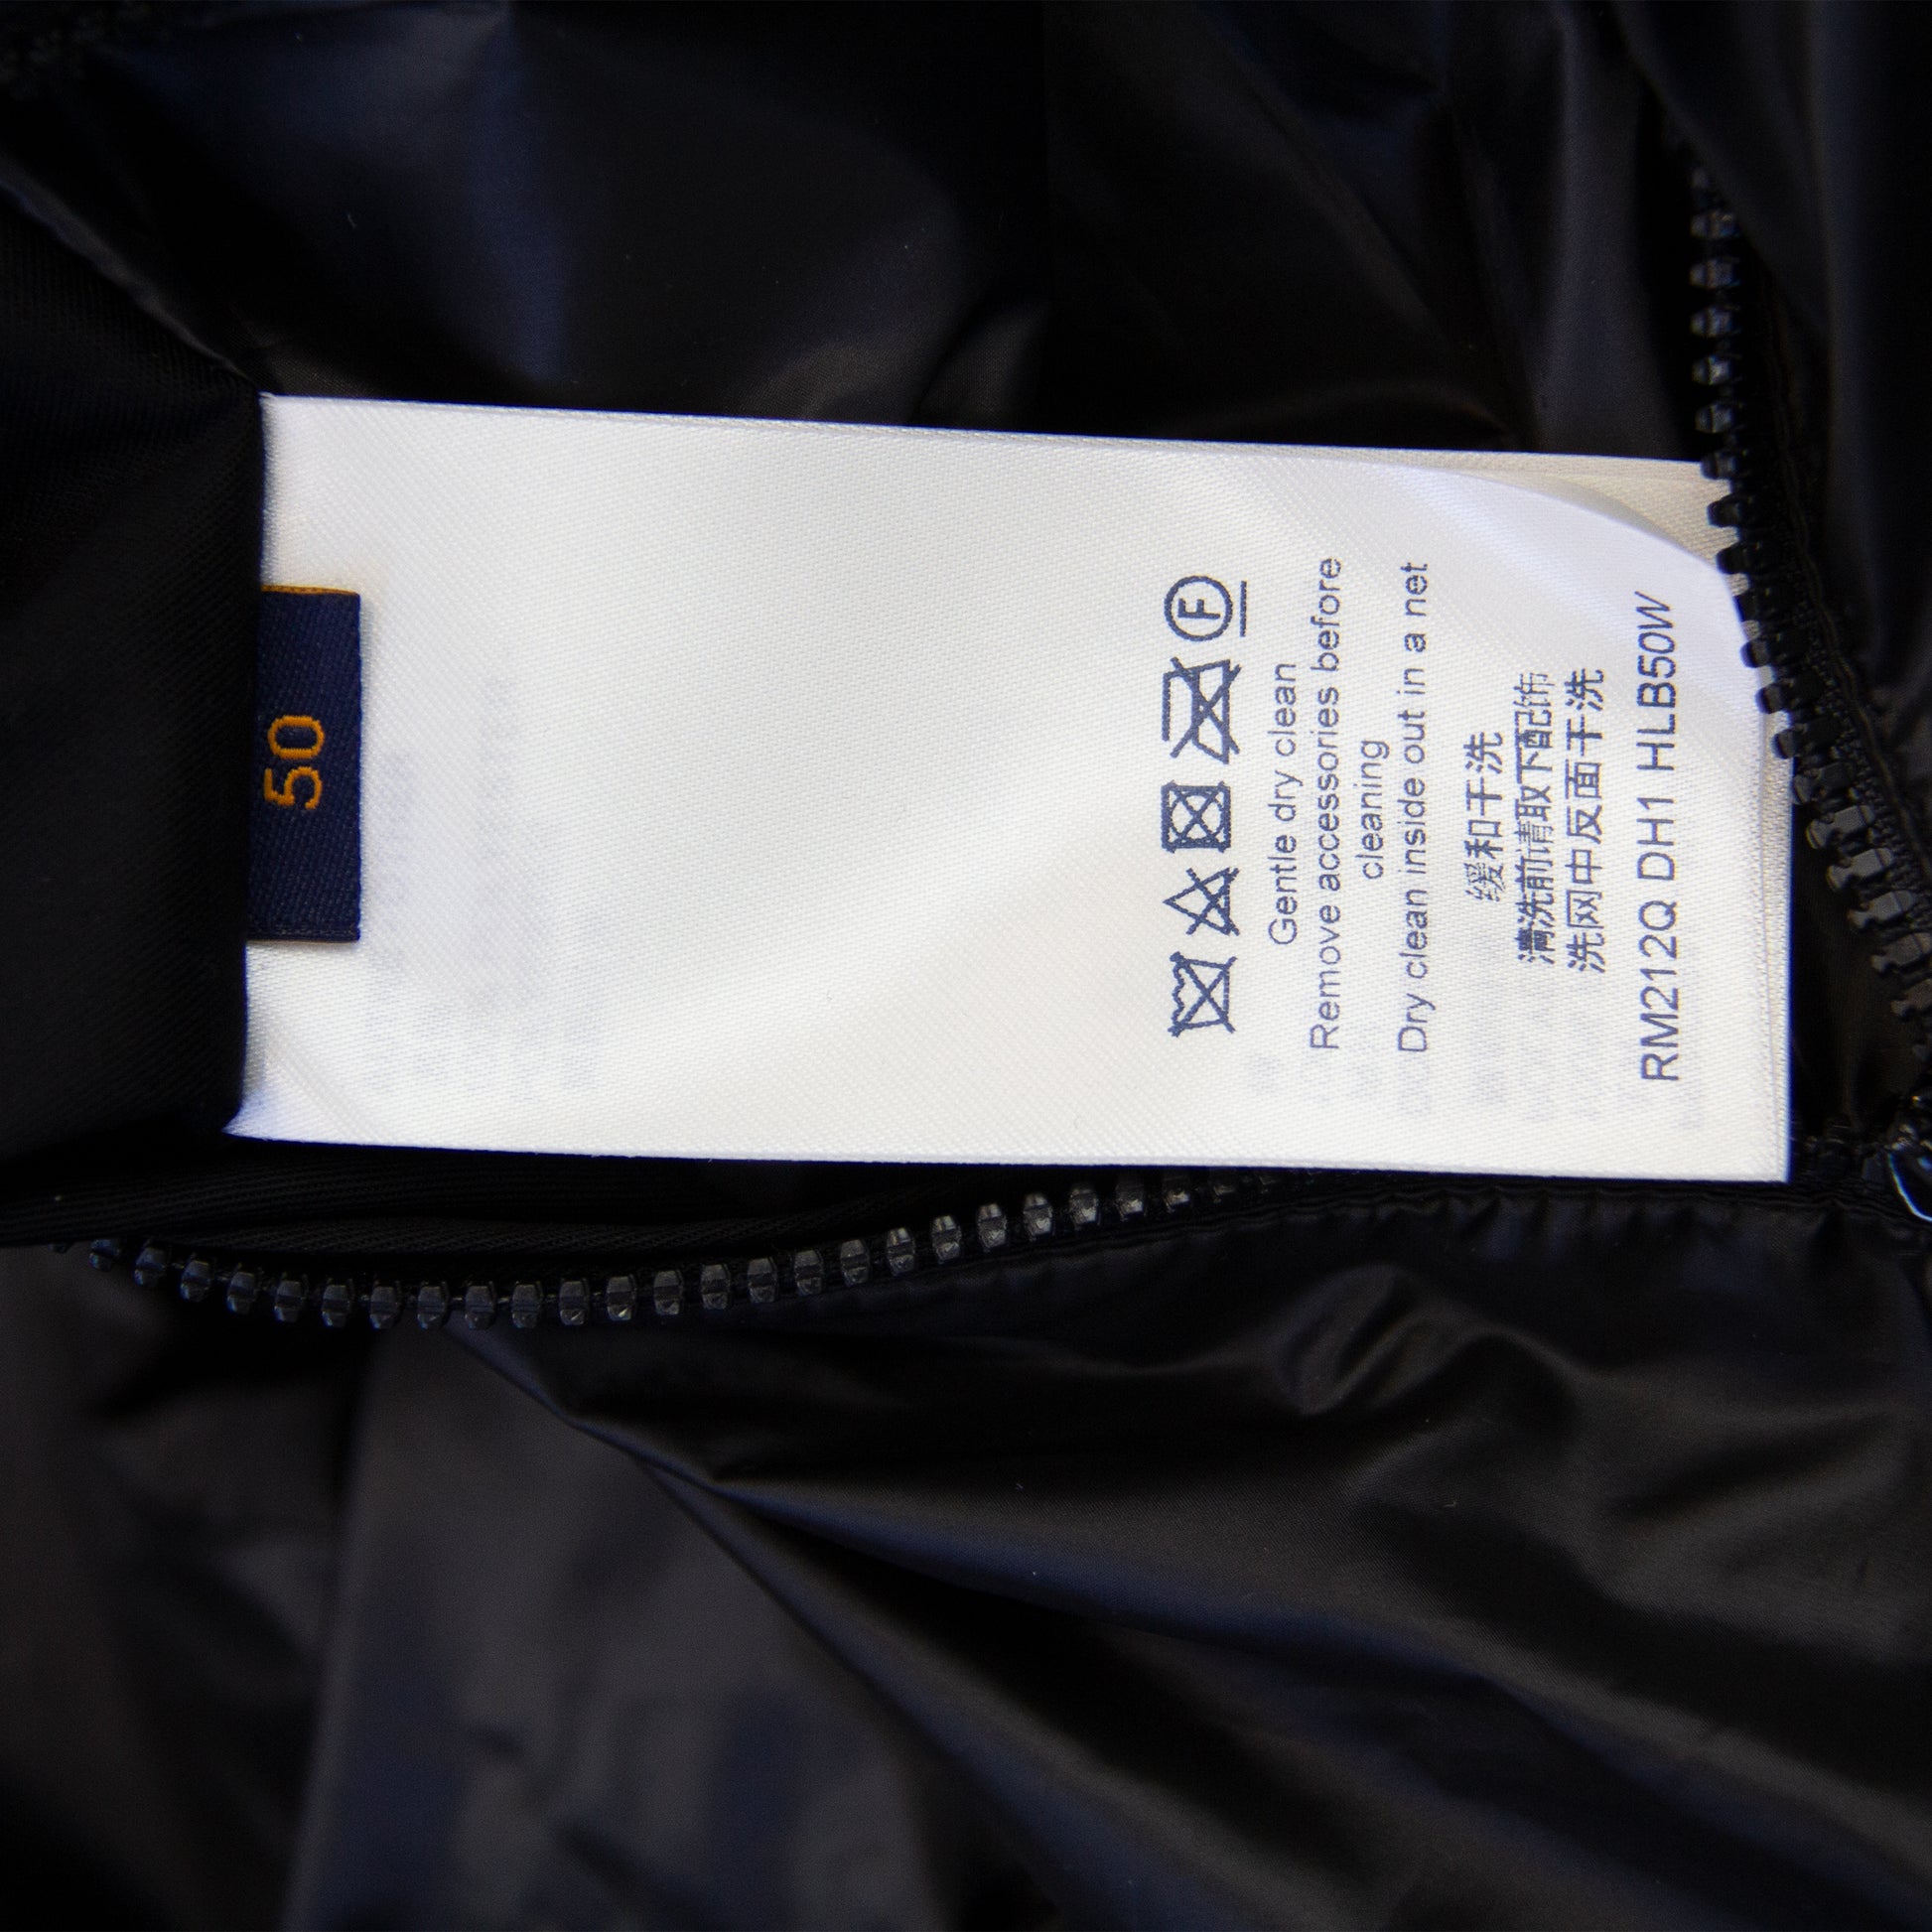 50
F
Gentle dry clean
Remove accessories before
cleaning
Dry clean inside out in a net
缓和干洗
清洗前请取下配饰
洗网中反面干洗
RM212Q DH1 HLB50W